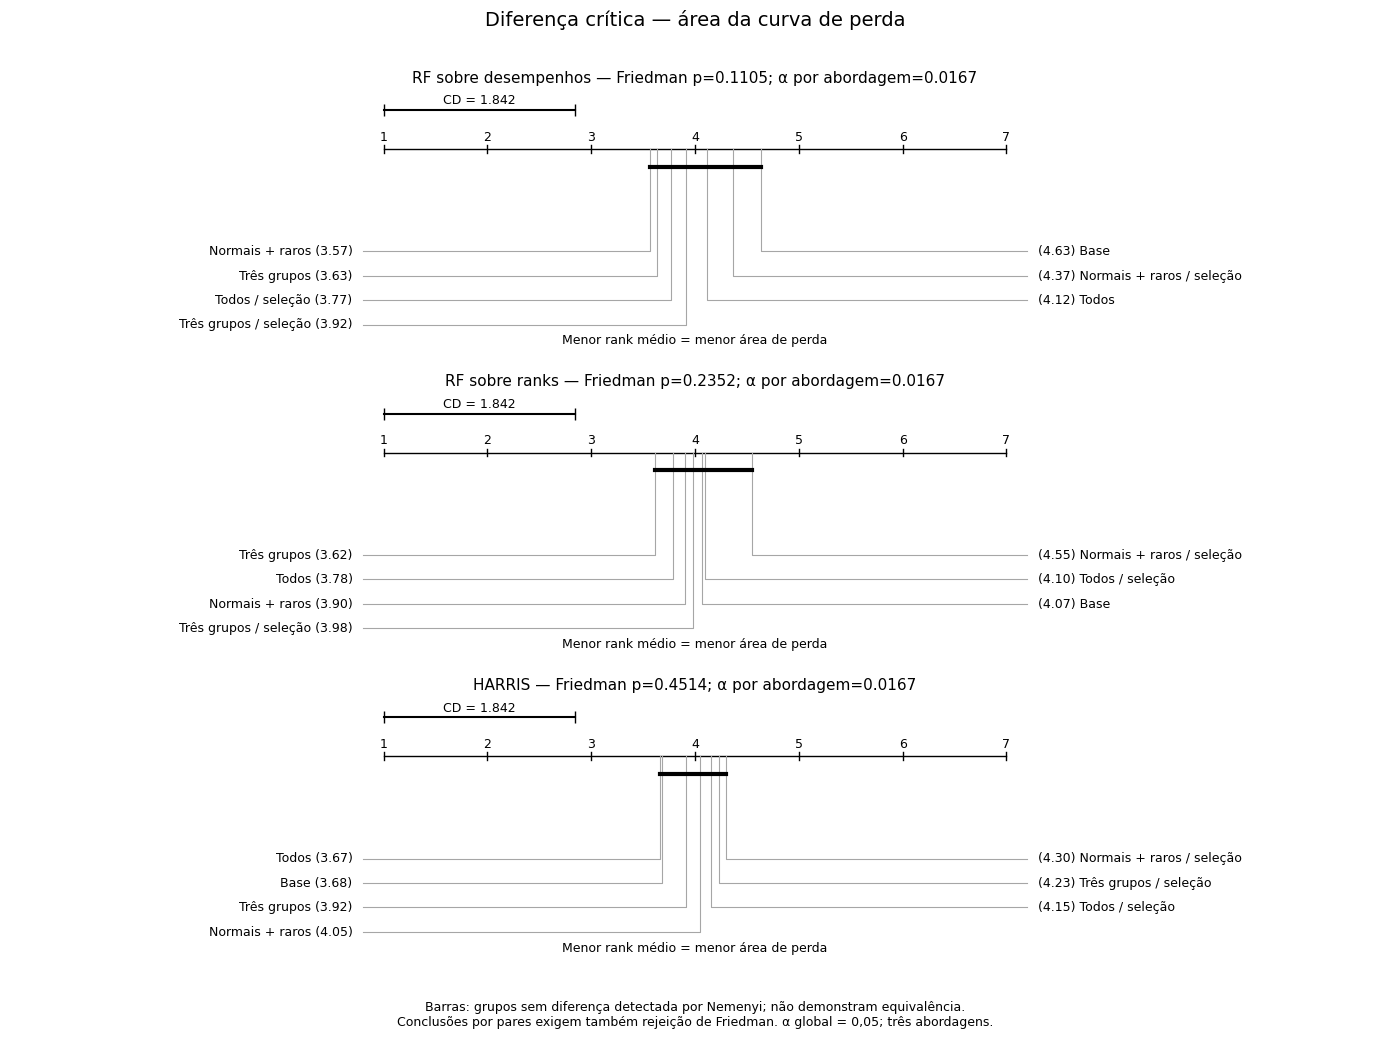 Diferença crítica — área da curva de perda
RF sobre desempenhos — Friedman p=0.1105; α por abordagem=0.0167
CD = 1.842
1 2 3 4 5 6 7
Normais + raros (3.57)
(4.63) Base
Três grupos (3.63)
(4.37) Normais + raros / seleção
Todos / seleção (3.77)
(4.12) Todos
Três grupos / seleção (3.92)
Menor rank médio = menor área de perda
RF sobre ranks — Friedman p=0.2352; α por abordagem=0.0167
CD = 1.842
1 2 3 4 5 6 7
Três grupos (3.62)
(4.55) Normais + raros / seleção
Todos (3.78)
(4.10) Todos / seleção
Normais + raros (3.90)
(4.07) Base
Três grupos / seleção (3.98)
Menor rank médio = menor área de perda
HARRIS — Friedman p=0.4514; α por abordagem=0.0167
CD = 1.842
1 2 3 4 5 6 7
Todos (3.67)
(4.30) Normais + raros / seleção
Base (3.68)
(4.23) Três grupos / seleção
Três grupos (3.92)
(4.15) Todos / seleção
Normais + raros (4.05)
Menor rank médio = menor área de perda
Barras: grupos sem diferença detectada por Nemenyi; não demonstram equivalência.
Conclusões por pares exigem também rejeição de Friedman. α global = 0,05; três abordagens.